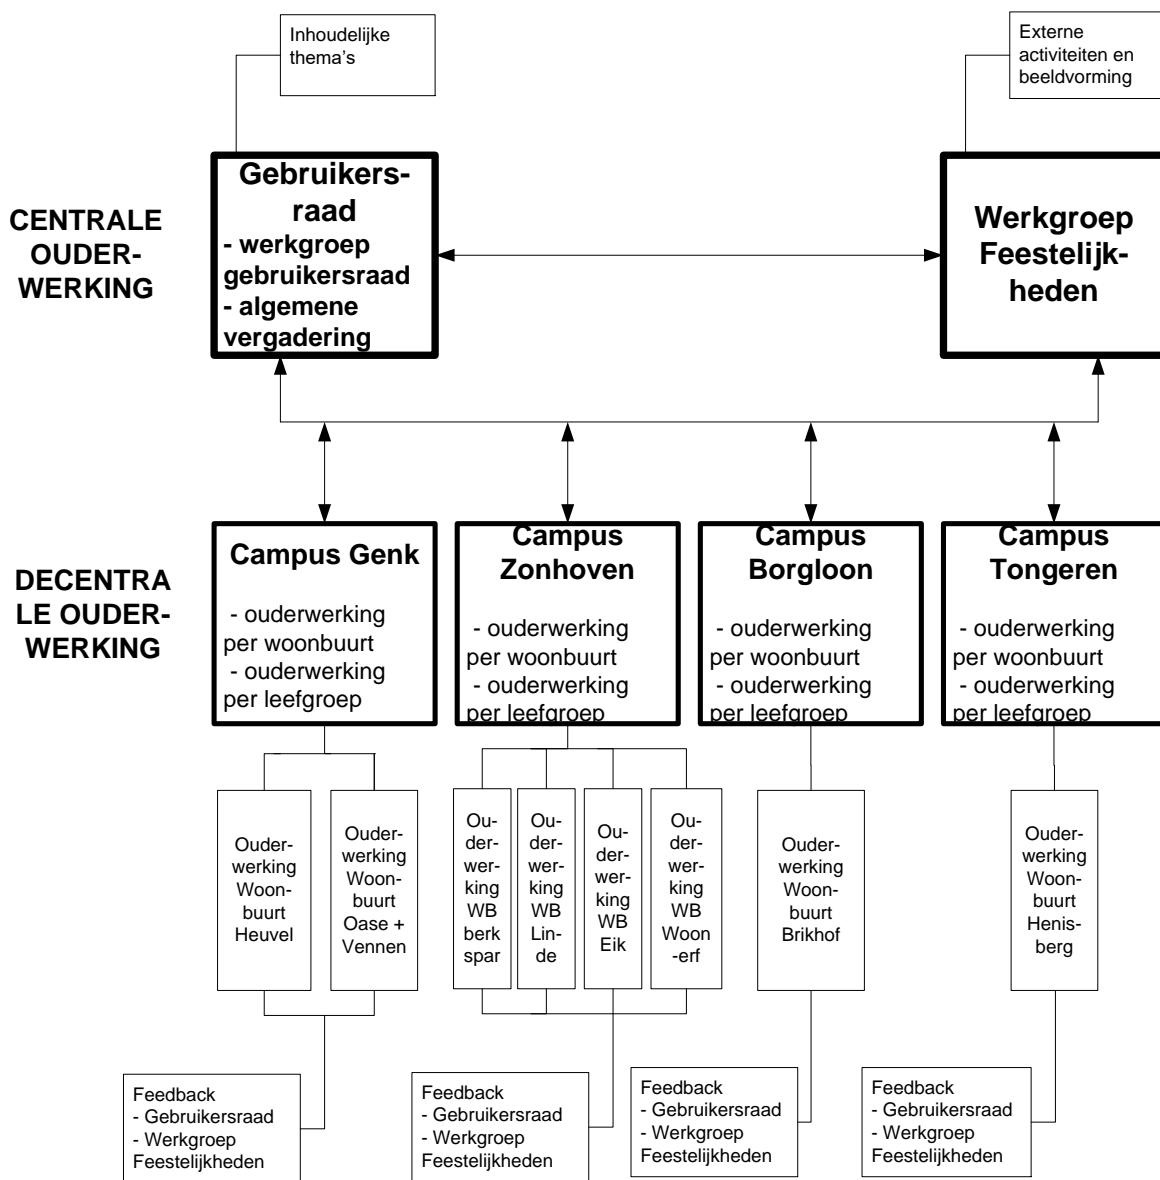 Inhoudelijke
thema's
Externe
activiteiten en
beeldvorming
CENTRALE
OUDER-
WERKING
Gebruikers-
raad
- werkgroep
gebruikersraad
- algemene
vergadering
Werkgroep
Feestelijk-
heden
DECENTRA
LE OUDER-
WERKING
Campus Genk
- ouderwerking
per woonbuurt
- ouderwerking
per leefgroep
Campus
Zonhoven
- ouderwerking
per woonbuurt
- ouderwerking
per leefgroep
Campus
Borgloon
- ouderwerking
per woonbuurt
- ouderwerking
per leefgroep
Campus
Tongeren
- ouderwerking
per woonbuurt
- ouderwerking
per leefgroep
Ouder-
werking
Woon-
buurt
Heuvel
Ouder-
werking
Woon-
buurt
Oase +
Vennen
Ou-
der-
wer-
king
WB
berk
spar
Ou-
der-
wer-
king
WB
Lin-
de
Ou-
der-
wer-
king
WB
Eik
Ou-
der-
wer-
king
WB
Woon
-erf
Ouder-
werking
Woon-
buurt
Brikhof
Ouder-
werking
Woon-
buurt
Henis-
berg
Feedback
- Gebruikersraad
- Werkgroep
Feestelijkheden
Feedback
- Gebruikersraad
- Werkgroep
Feestelijkheden
Feedback
- Gebruikersraad
- Werkgroep
Feestelijkheden
Feedback
- Gebruikersraad
- Werkgroep
Feestelijkheden